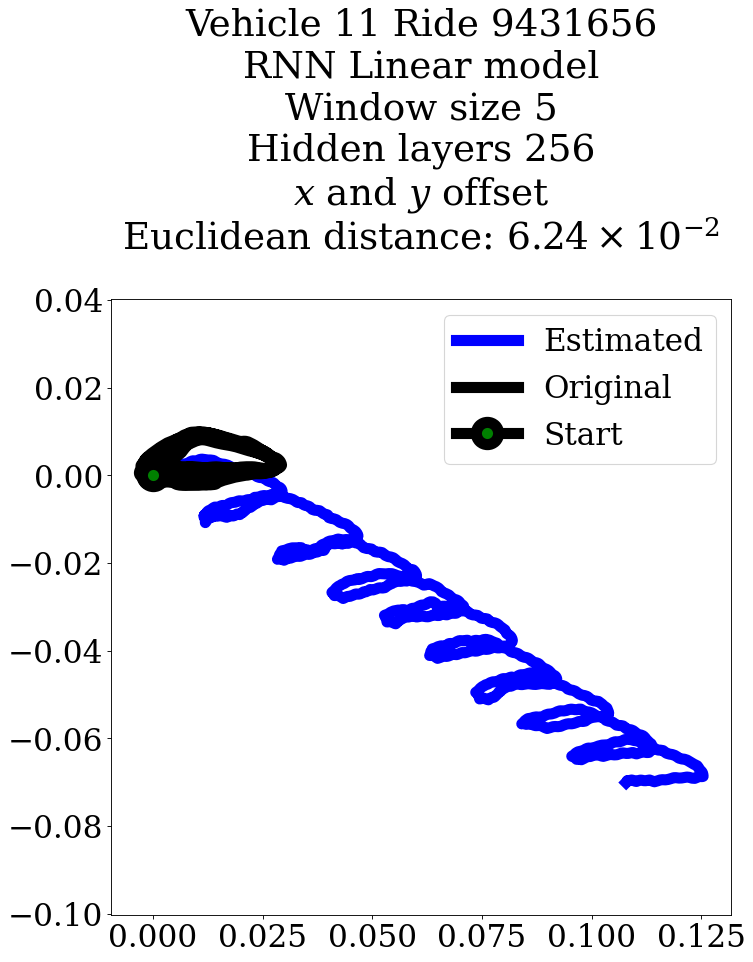 Vehicle 11 Ride 9431656
RNN Linear model
Window size 5
Hidden layers 256
x and y offset
Euclidean distance: 6.24 × 10⁻²
Estimated
Original
Start
0.04
0.02
0.00
−0.02
−0.04
−0.06
−0.08
−0.10
0.000 0.025 0.050 0.075 0.100 0.125